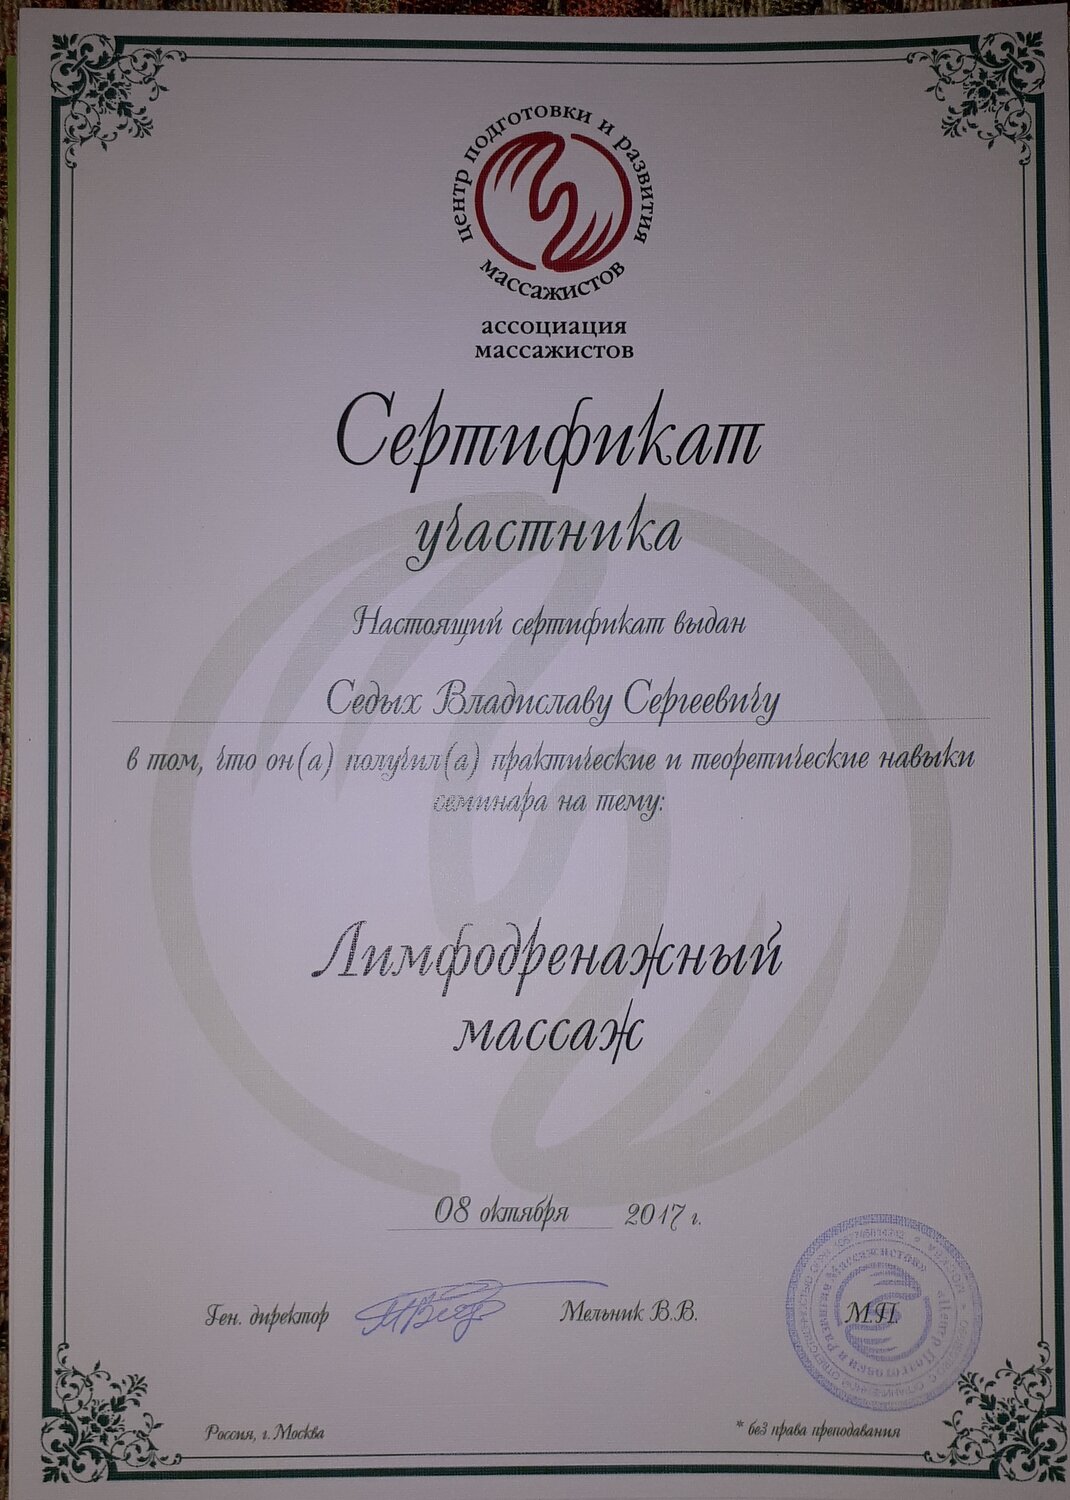 центр подготовки и развития
массажистов
ассоциация
массажистов
Сертификат
участника
Настоящий сертификат выдан
Седых Владиславу Сергеевичу
в том, что он(а) получил(а) практические и теоретические навыки
семинара на тему:
Лимфодренажный
массаж
08 октября 2017 г.
Ген. директор Мельник В.В. М.П.
Россия, г. Москва
* без права преподавания